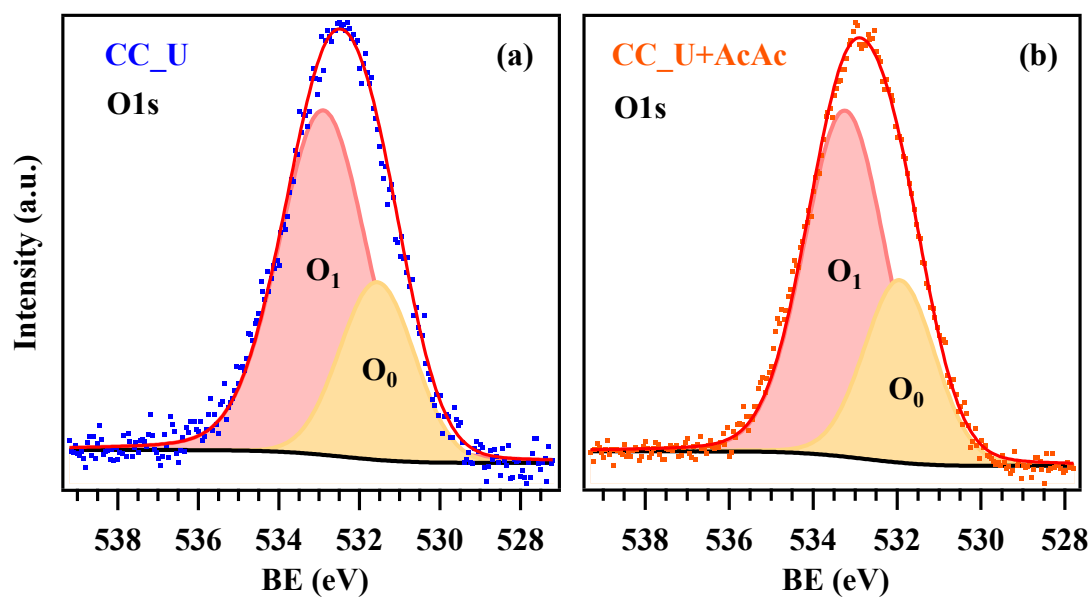 CC_U
(a)
O1s
O1
O0
Intensity (a.u.)
538 536 534 532 530 528
BE (eV)
CC_U+AcAc
(b)
O1s
O1
O0
538 536 534 532 530 528
BE (eV)